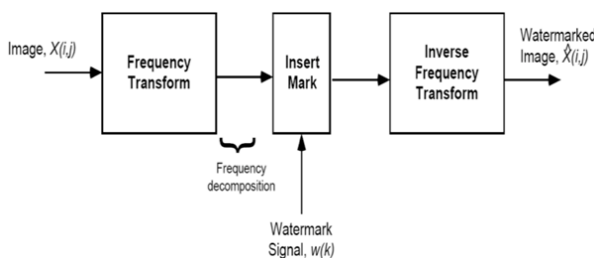 Image, X(i,j)
Frequency
Transform
Insert
Mark
Inverse
Frequency
Transform
Watermarked
Image, X̂(i,j)
Frequency
decomposition
Watermark
Signal, w(k)